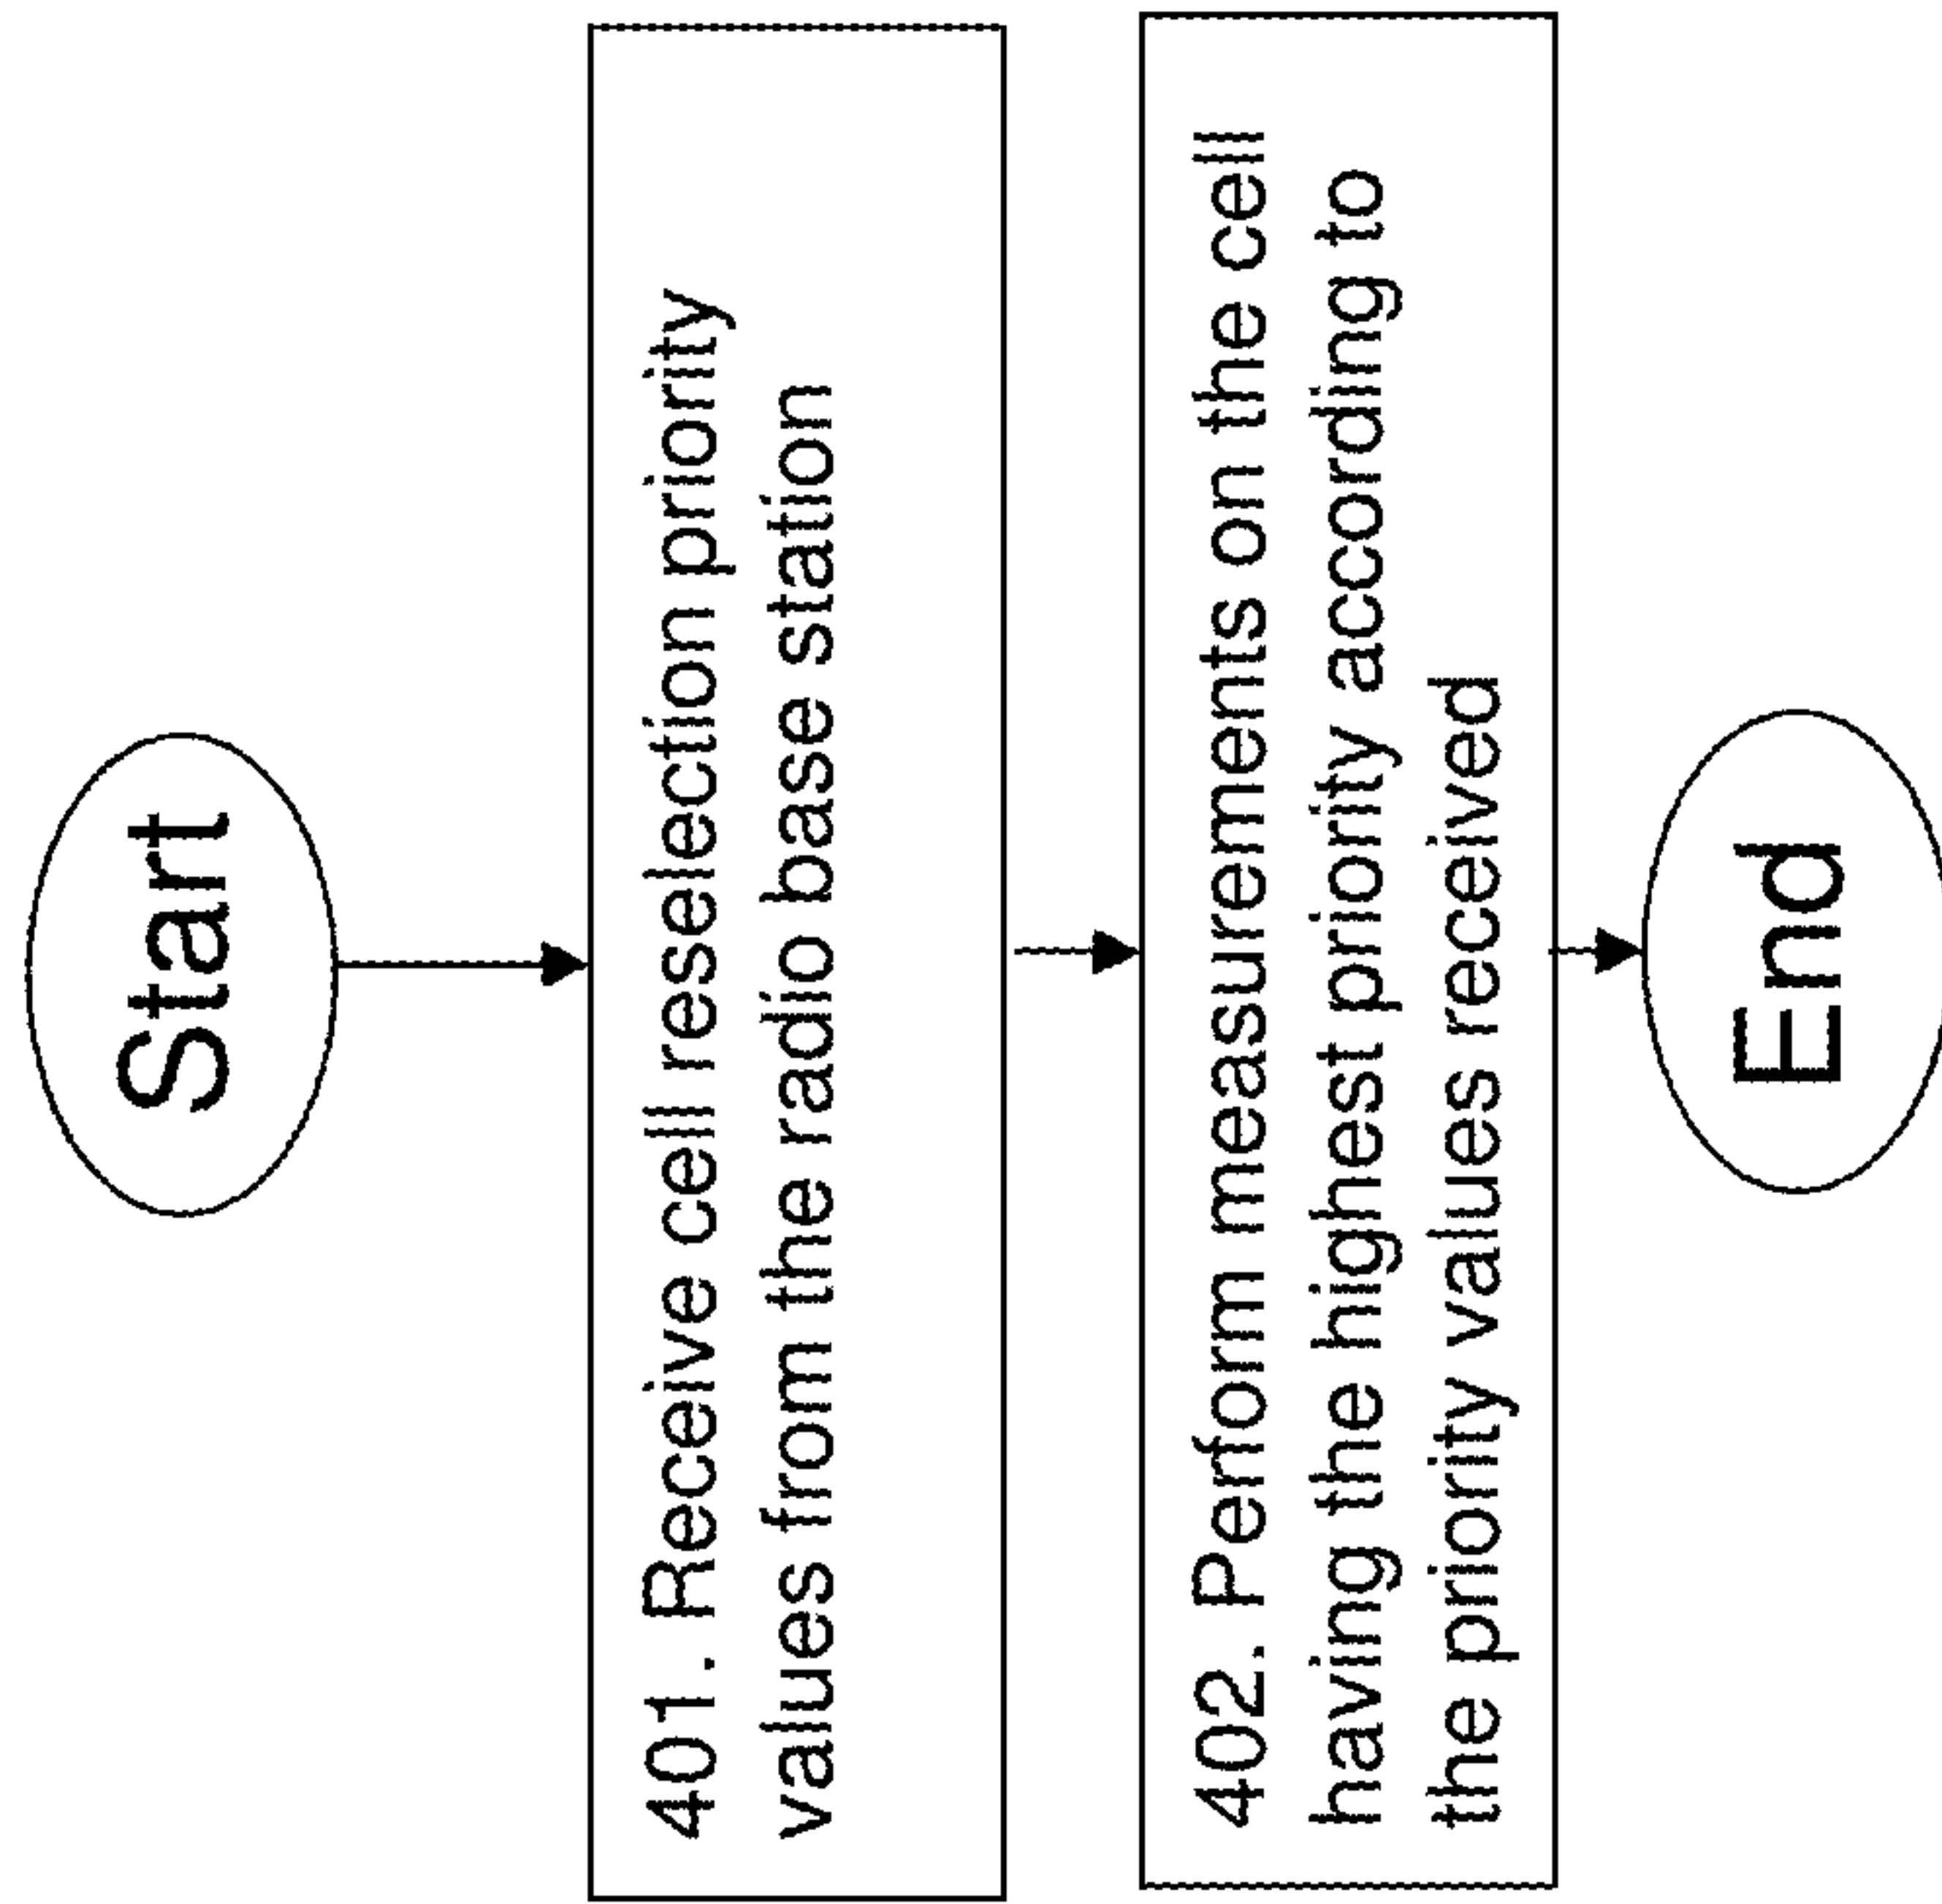 Start
401. Receive cell reselection priority
values from the radio base station
402. Perform measurements on the cell
having the highest priority according to
the priority values received
End